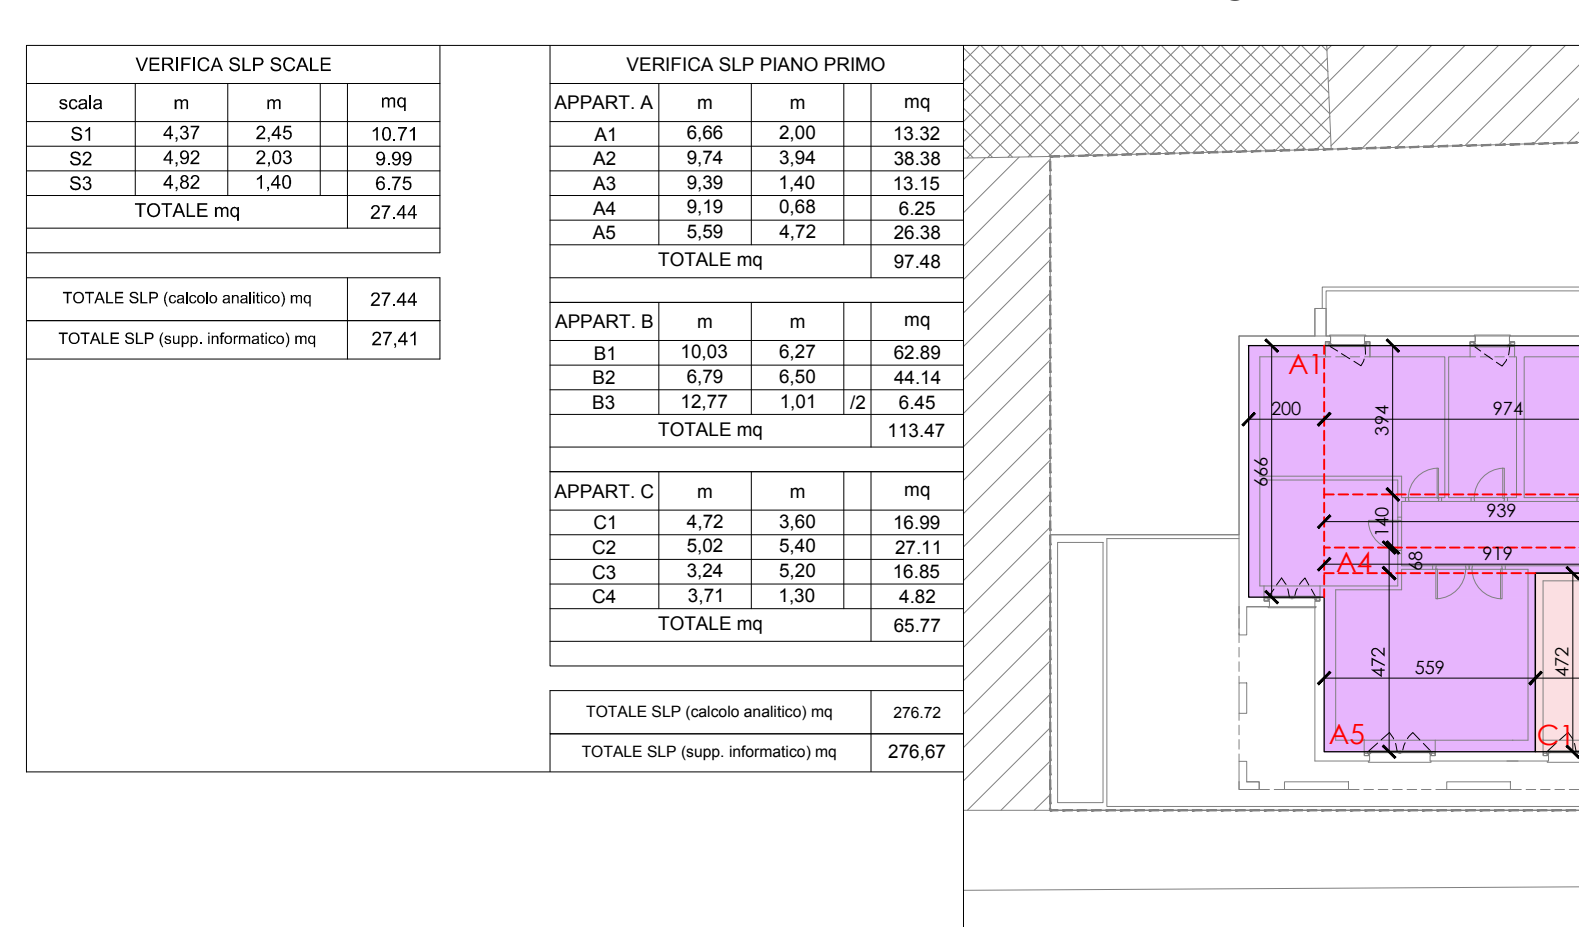 VERIFICA SLP SCALE
scala m m mq
S1 4,37 2,45 10.71
S2 4,92 2,03 9.99
S3 4,82 1,40 6.75
TOTALE mq 27.44
TOTALE SLP (calcolo analitico) mq 27.44
TOTALE SLP (supp. informatico) mq 27,41
VERIFICA SLP PIANO PRIMO
APPART. A m m mq
A1 6,66 2,00 13.32
A2 9,74 3,94 38.38
A3 9,39 1,40 13.15
A4 9,19 0,68 6.25
A5 5,59 4,72 26.38
TOTALE mq 97.48
APPART. B m m mq
B1 10,03 6,27 62.89
B2 6,79 6,50 44.14
B3 12,77 1,01 /2 6.45
TOTALE mq 113.47
APPART. C m m mq
C1 4,72 3,60 16.99
C2 5,02 5,40 27.11
C3 3,24 5,20 16.85
C4 3,71 1,30 4.82
TOTALE mq 65.77
TOTALE SLP (calcolo analitico) mq 276.72
TOTALE SLP (supp. informatico) mq 276,67
A1
200
394
974
666
140
939
A4
68
919
472
559
472
A5
C1